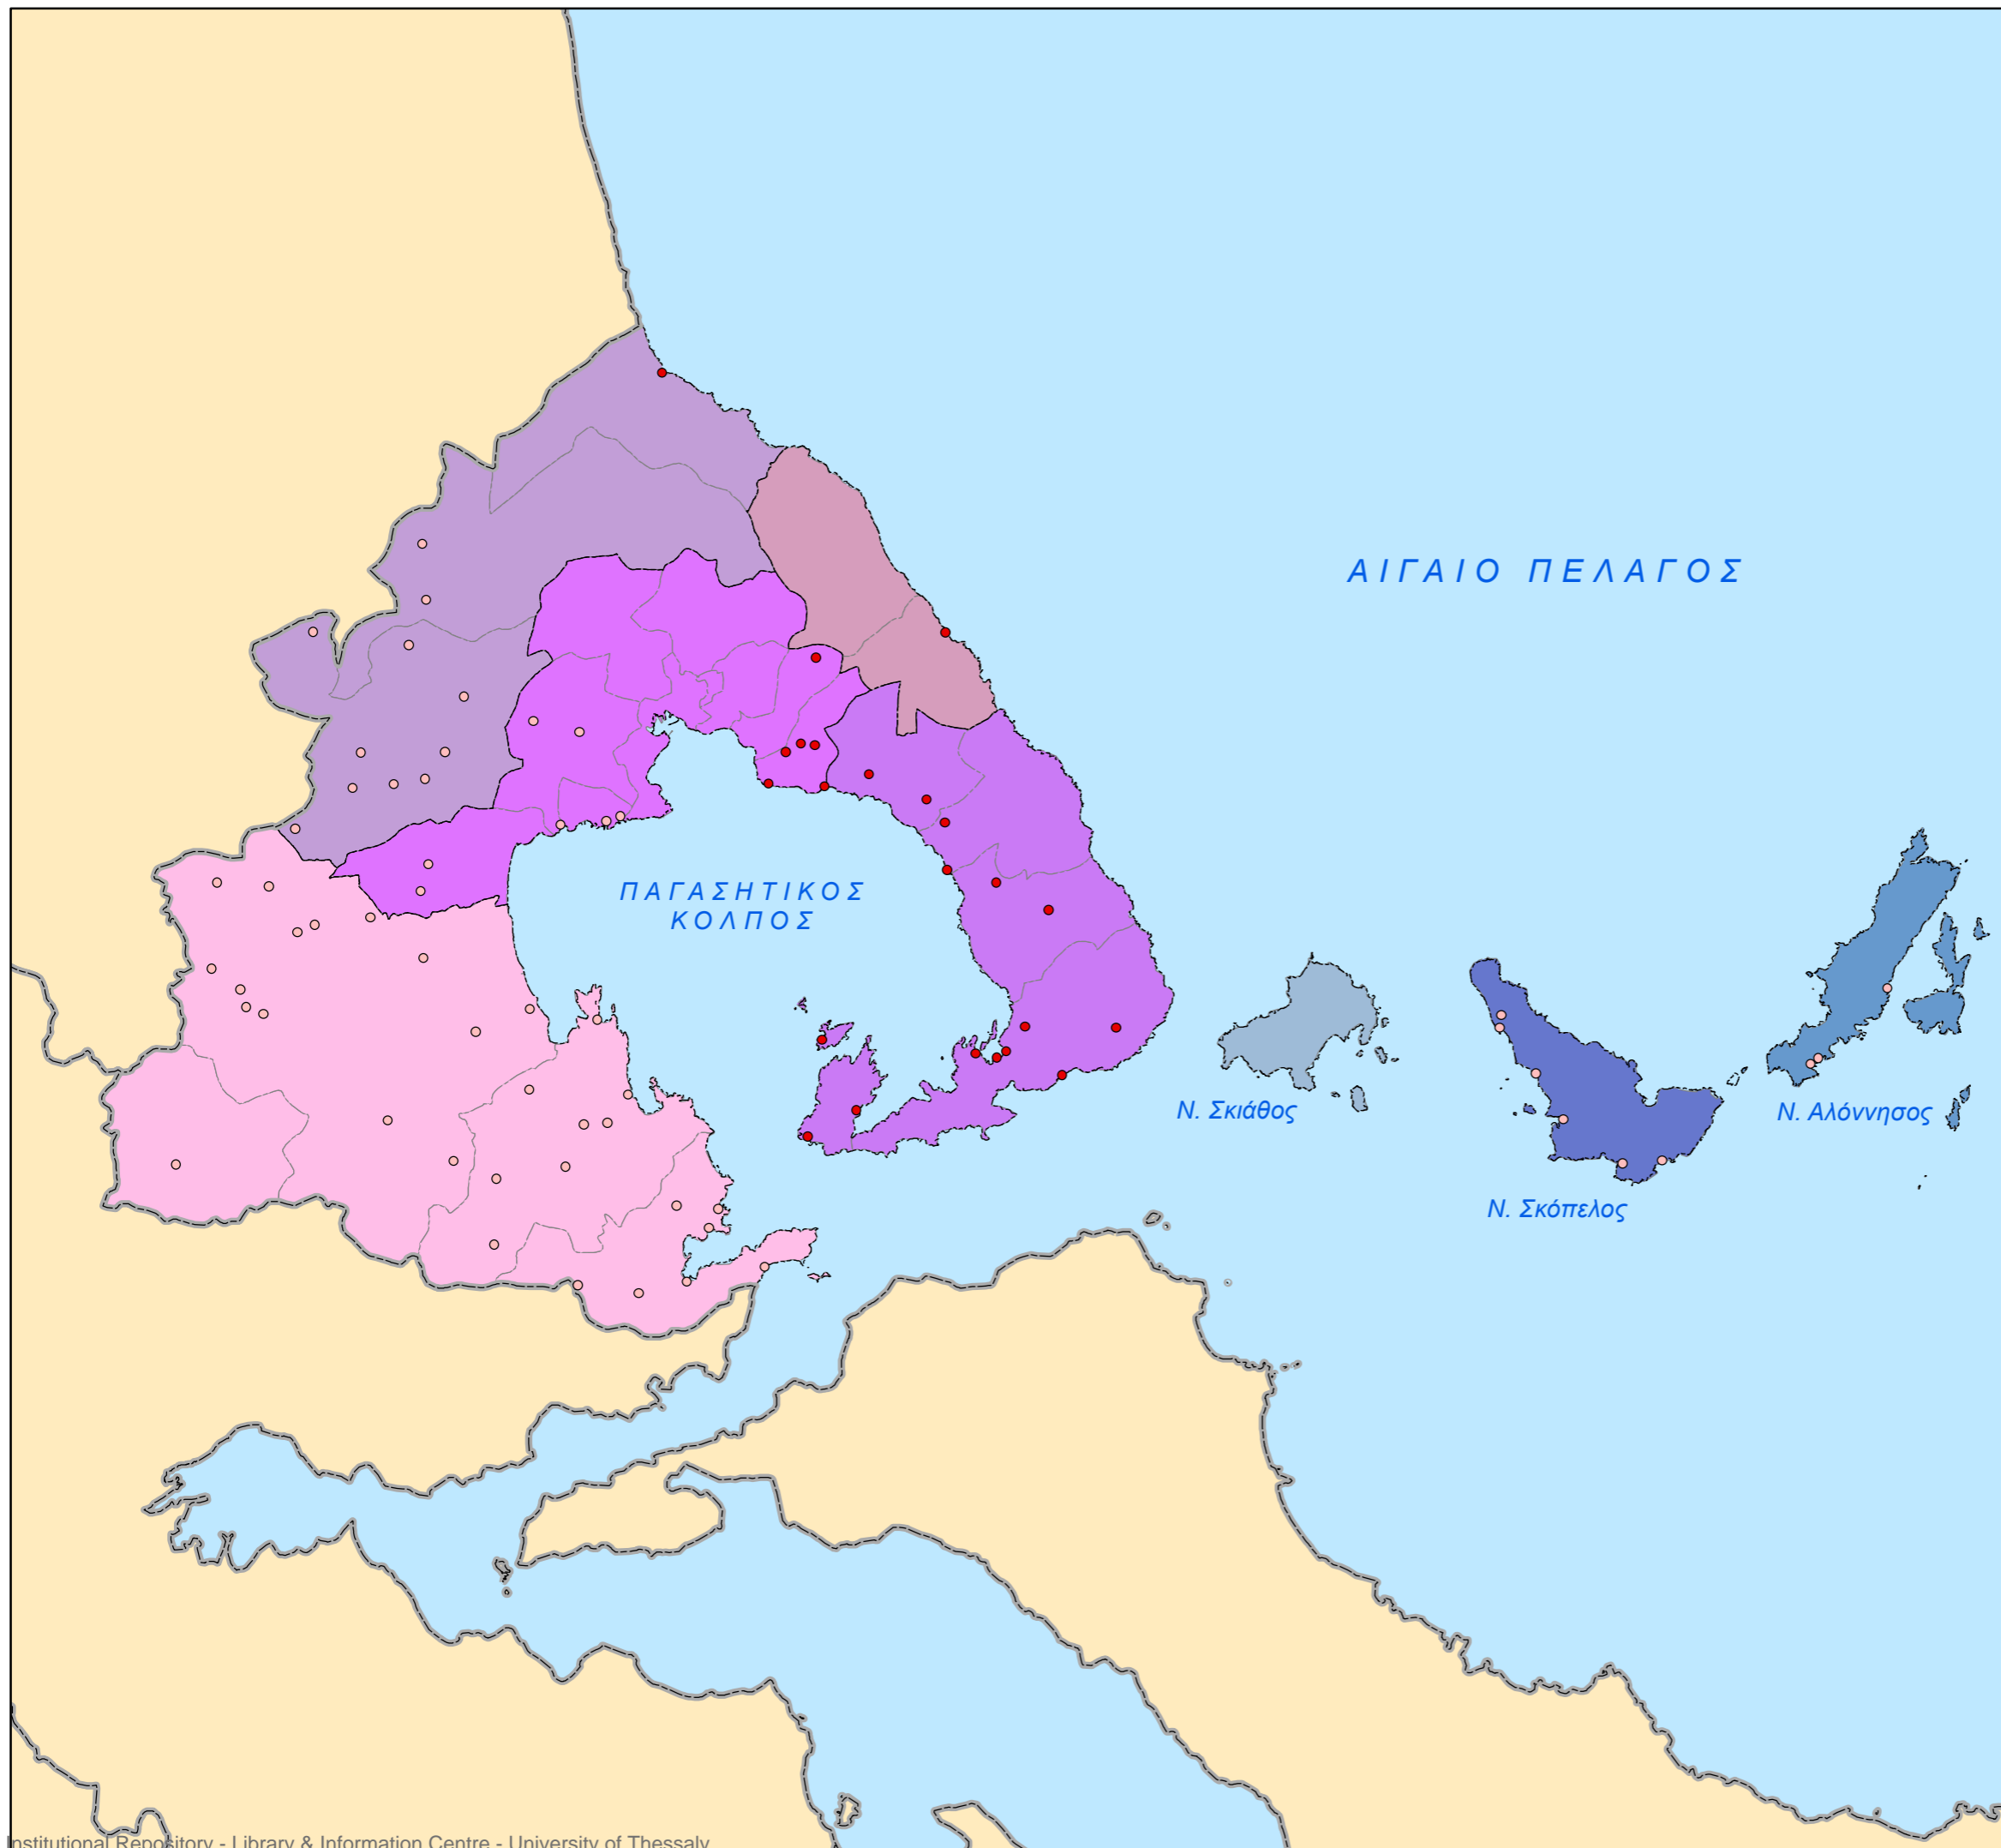 ΑΙΓΑΙΟ ΠΕΛΑΓΟΣ
ΠΑΓΑΣΗΤΙΚΟΣ
ΚΟΛΠΟΣ
Ν. Σκιάθος
Ν. Αλόννησος
Ν. Σκόπελος
Institutional Repository - Library & Information Centre - University of Thessaly